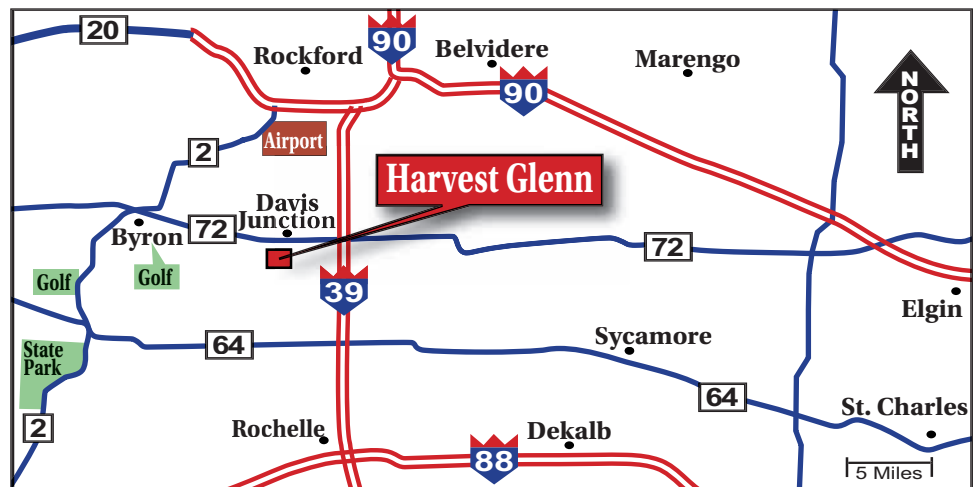 20
Rockford
90
Belvidere
Marengo
90
NORTH
Airport
2
Harvest Glenn
Davis
Junction
Byron
72
72
Golf
Golf
39
Elgin
64
Sycamore
State
Park
64
St. Charles
2
Rochelle
Dekalb
88
5 Miles